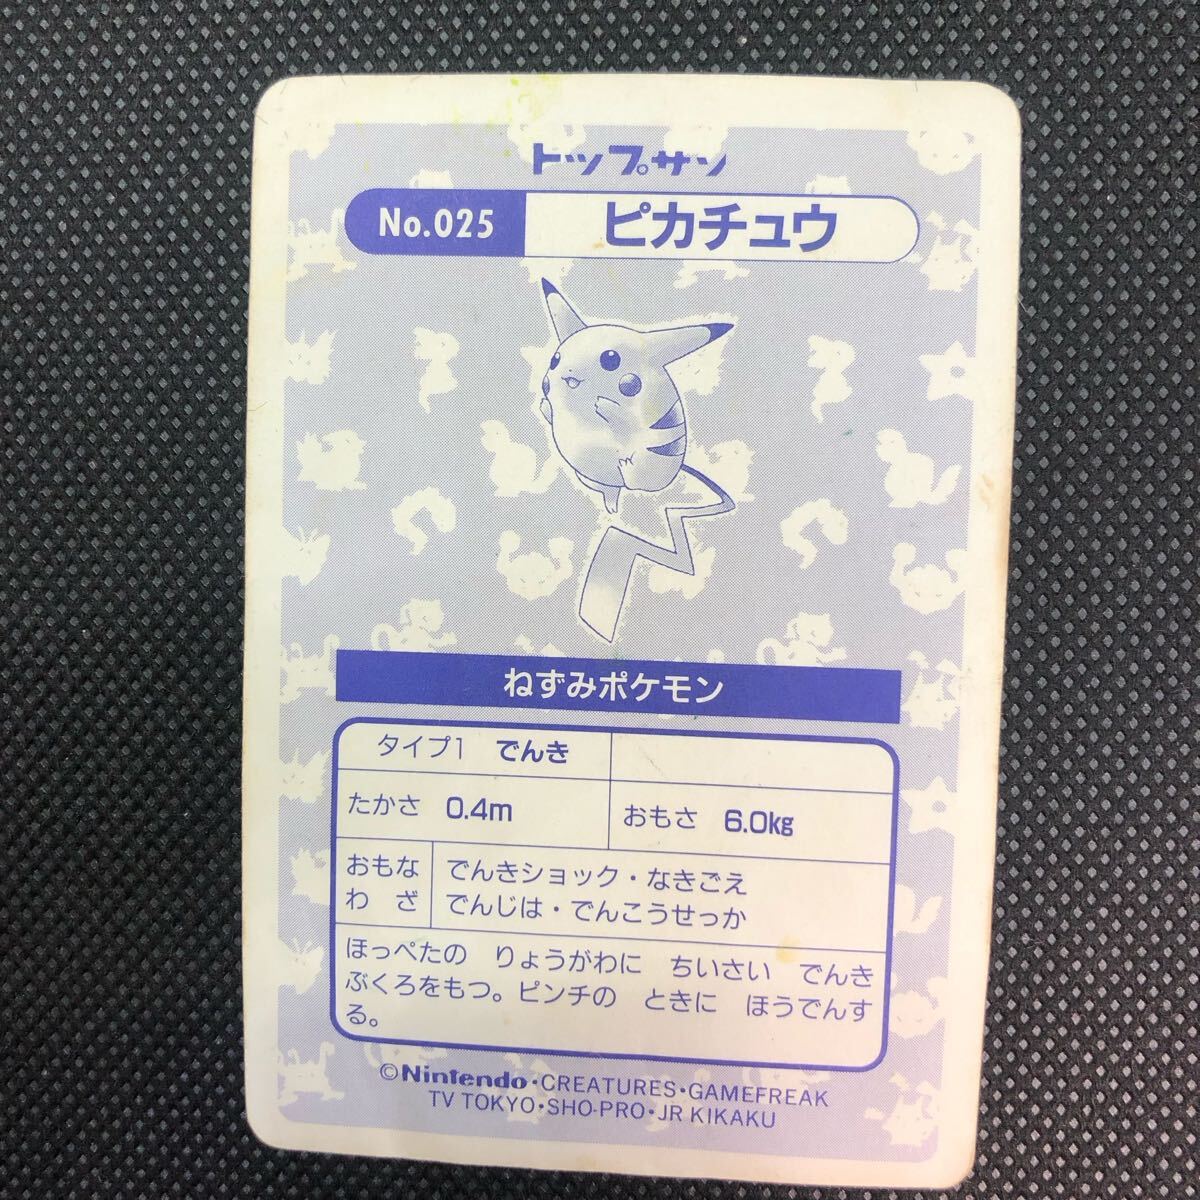 トップサン
No.025 ピカチュウ
ねずみポケモン
タイプ1 でんき
たかさ 0.4m おもさ 6.0kg
おもな でんきショック・なきごえ
わざ でんじは・でんこうせっか
ほっぺたの りょうがわに ちいさい でんき
ぶくろをもつ。ピンチの ときに ほうでんす
る。
©Nintendo・CREATURES・GAMEFREAK
TV TOKYO・SHO-PRO・JR KIKAKU